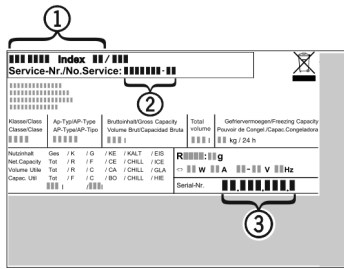 1
Index /
Service-Nr./No.Service: -
2
Klasse/Class Ap-Typ/AP-Type Bruttoinhalt/Gross Capacity Total Gefriervermoegen/Freezing Capacity
Classe/Class AP-Type/AP-Tipo Volume Brut/Capacidad Bruta volume Pouvoir de Congel./Capac.Congeladora
l l kg / 24 h
Nutzinhalt Ges / K / G / KE / KALT / EIS
Net.Capacity Tot / R / F / CE / CHILL / ICE
Volume Utile Tot / R / C / CA / CHILL / GLA
Capac. Util Tot / F / C / BO / CHILL / HIE
l / l
R : g
W A - V Hz
Serial-Nr. . . .
3